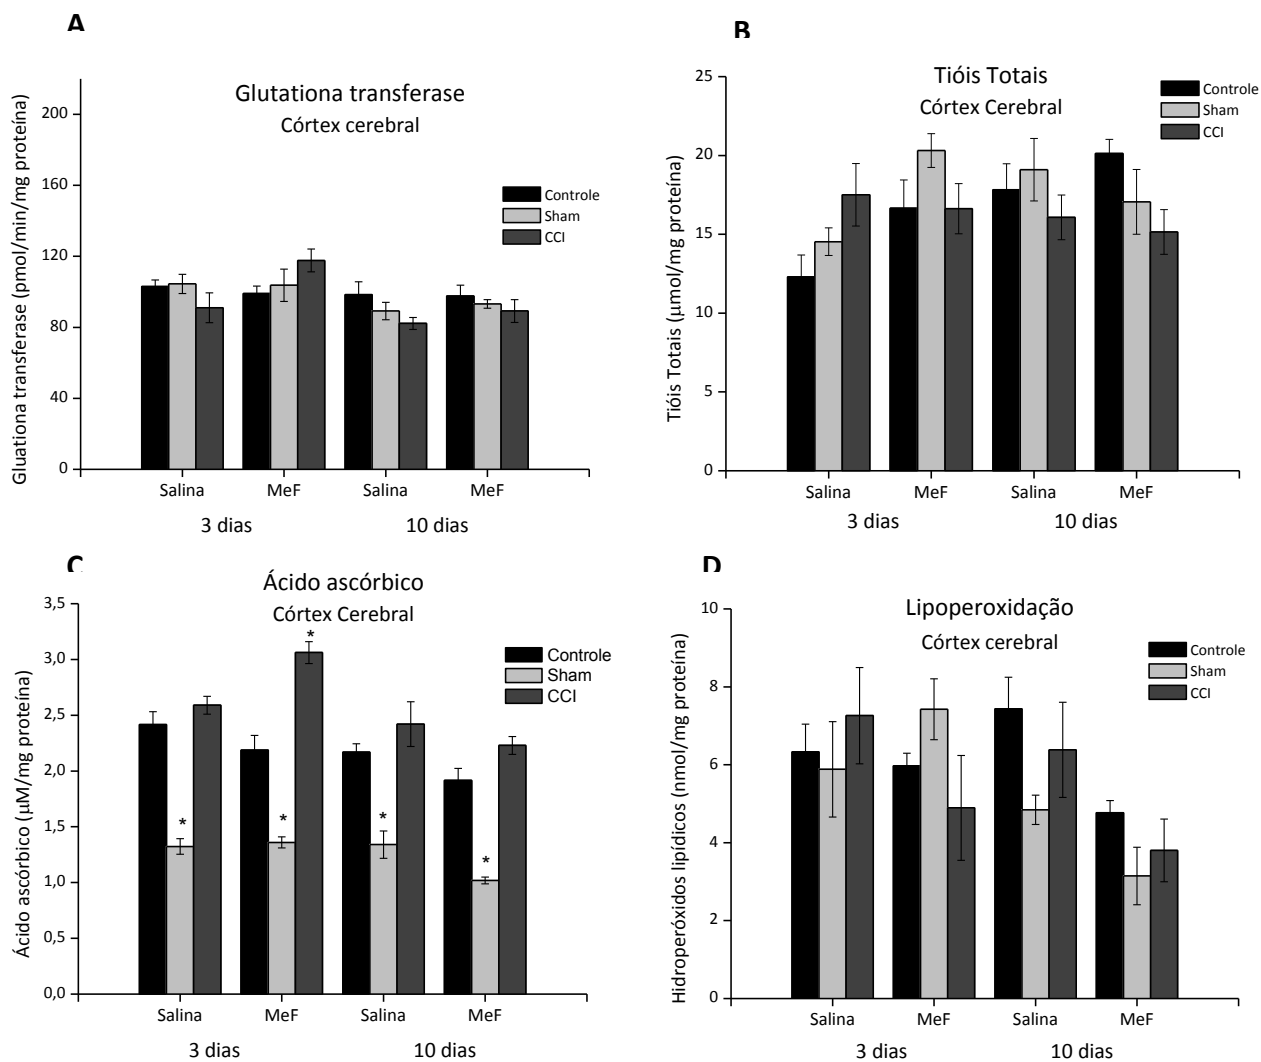 A
Glutationa transferase
Córtex cerebral
Gluationa transferase (pmol/min/mg proteína)
200
160
120
80
40
0
Controle
Sham
CCI
Salina
MeF
Salina
MeF
3 dias
10 dias
B
Tióis Totais
Córtex Cerebral
Tióis Totais (µmol/mg proteína)
25
20
15
10
5
0
Controle
Sham
CCI
Salina
MeF
Salina
MeF
3 dias
10 dias
C
Ácido ascórbico
Córtex Cerebral
Ácido ascórbico (µM/mg proteína)
3,5
3,0
2,5
2,0
1,5
1,0
0,5
0,0
Controle
Sham
CCI
*
*
*
*
*
Salina
MeF
Salina
MeF
3 dias
10 dias
D
Lipoperoxidação
Córtex cerebral
Hidroperóxidos lipídicos (nmol/mg proteína)
10
8
6
4
2
0
Controle
Sham
CCI
Salina
MeF
Salina
MeF
3 dias
10 dias